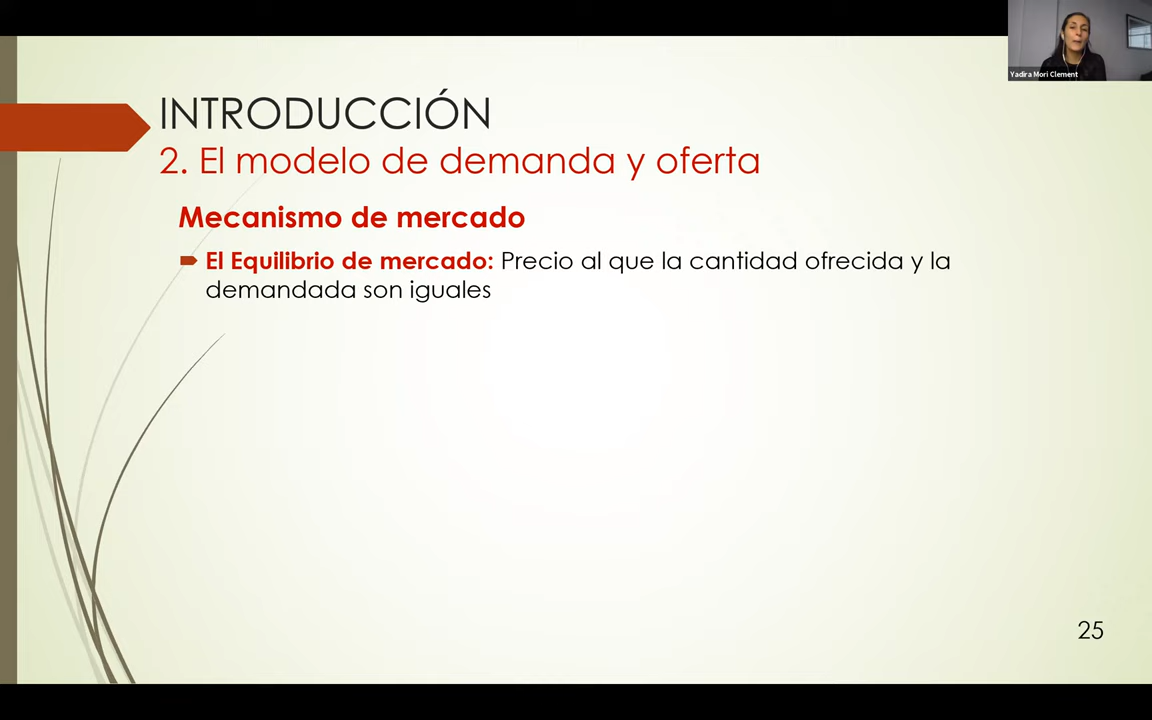 Yadira Mori Clement
INTRODUCCIÓN
2. El modelo de demanda y oferta
Mecanismo de mercado
El Equilibrio de mercado: Precio al que la cantidad ofrecida y la
demandada son iguales
25